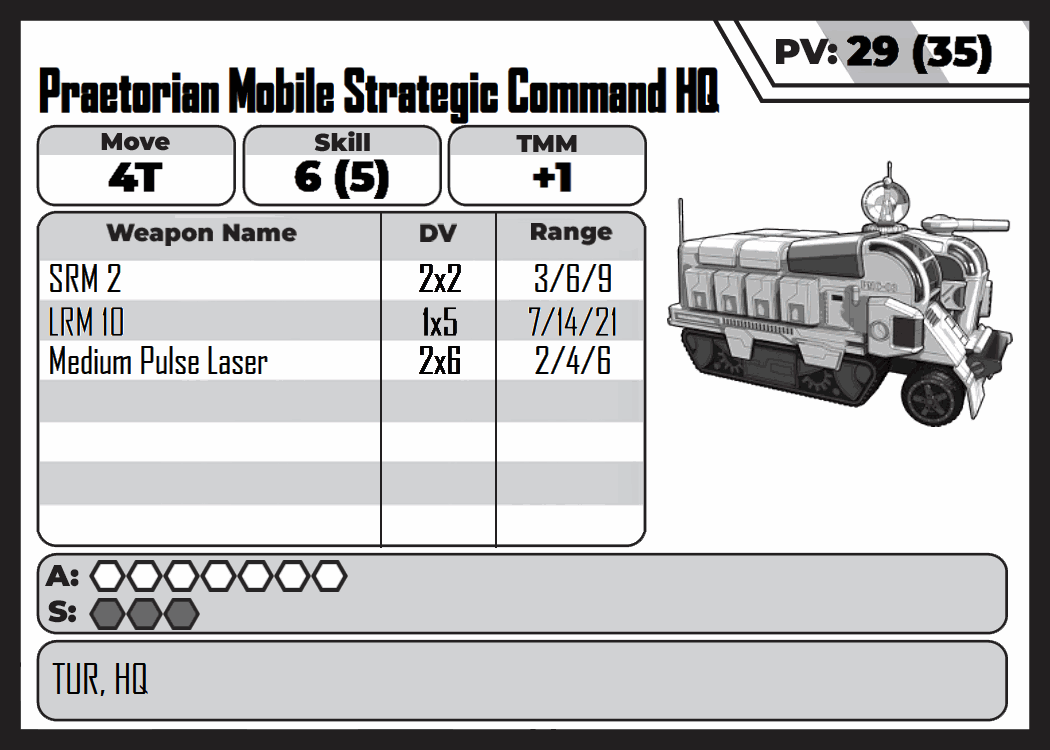 PV: 29 (35)
Praetorian Mobile Strategic Command HQ
Move Skill TMM
4T 6 (5) +1
Weapon Name DV Range
SRM 2 2x2 3/6/9
LRM 10 1x5 7/14/21
Medium Pulse Laser 2x6 2/4/6
A:
S:
TUR, HQ